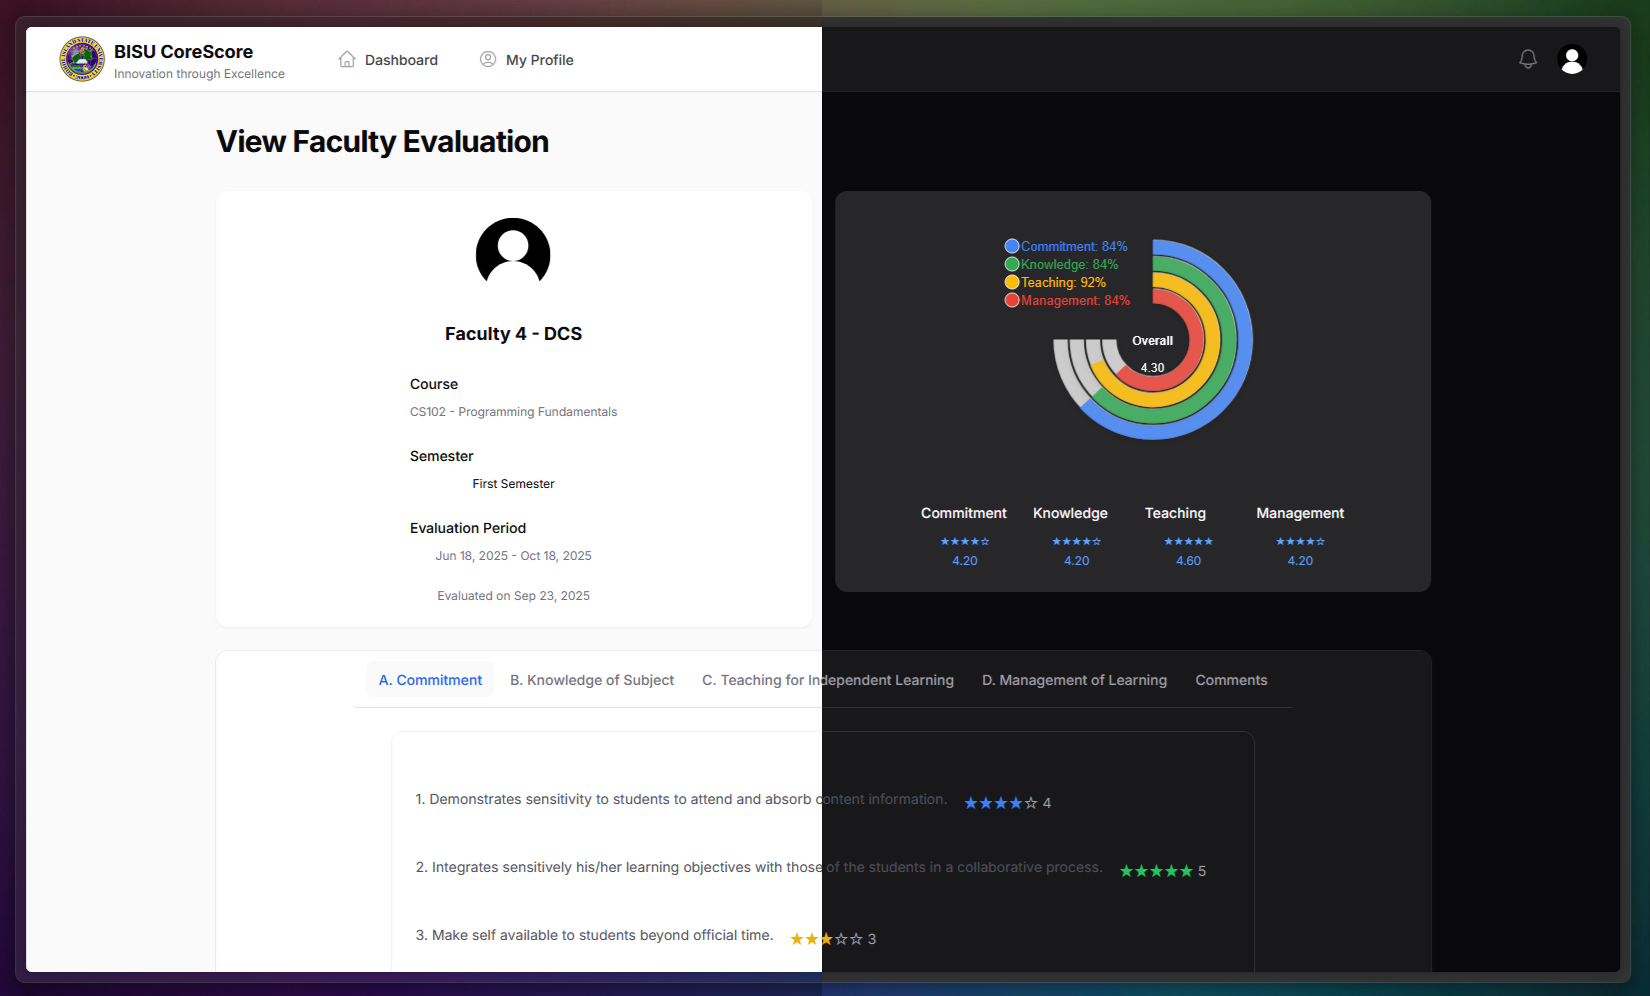 BISU CoreScore
Innovation through Excellence
Dashboard
My Profile
View Faculty Evaluation
Faculty 4 - DCS
Course
CS102 - Programming Fundamentals
Semester
First Semester
Evaluation Period
Jun 18, 2025 - Oct 18, 2025
Evaluated on Sep 23, 2025
Commitment: 84%
Knowledge: 84%
Teaching: 92%
Management: 84%
Overall
4.30
Commitment Knowledge Teaching Management
★★★★☆ ★★★★☆ ★★★★★ ★★★★☆
4.20 4.20 4.60 4.20
A. Commitment B. Knowledge of Subject C. Teaching for Independent Learning D. Management of Learning Comments
1. Demonstrates sensitivity to students to attend and absorb content information. ★★★★☆ 4
2. Integrates sensitively his/her learning objectives with those of the students in a collaborative process. ★★★★★ 5
3. Make self available to students beyond official time. ★★★☆☆ 3